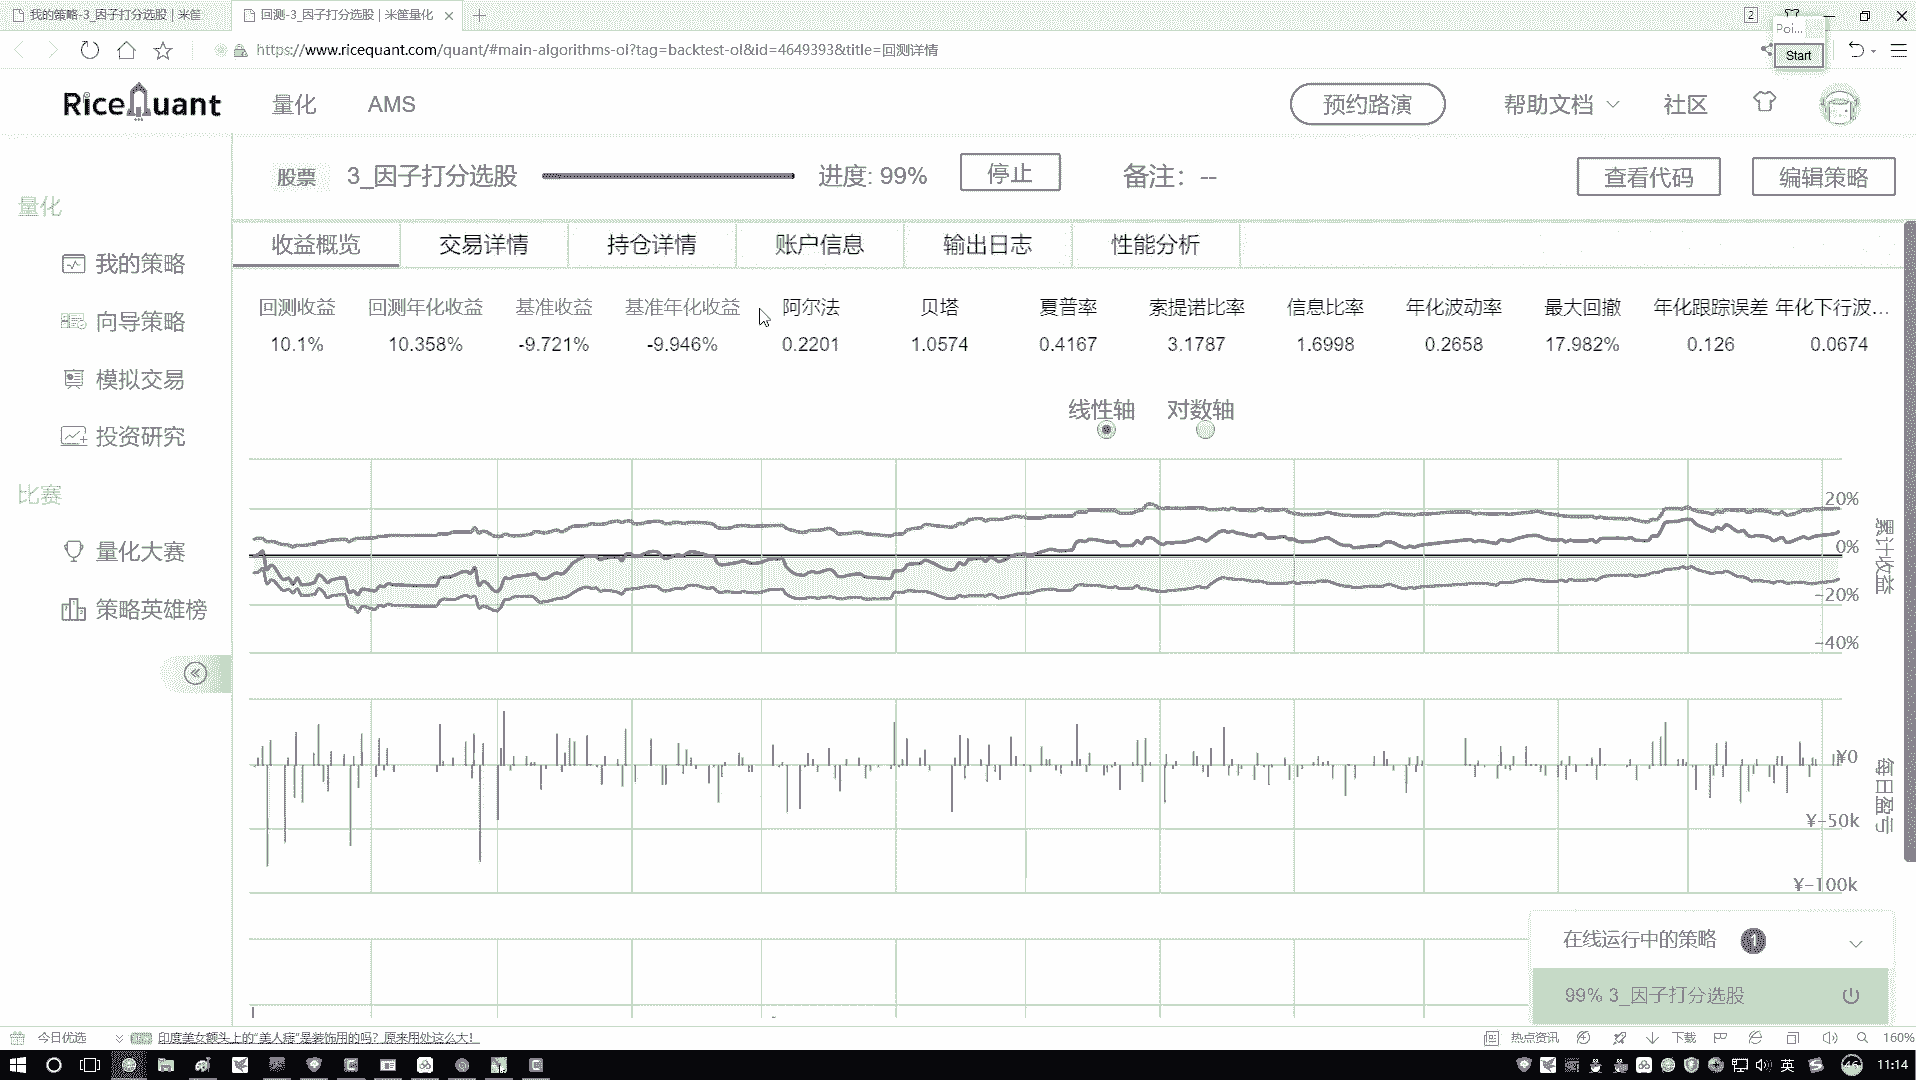 我的策略-3_因子打分选股 | 米筐
回测-3_因子打分选股 | 米筐量化
2
Poi...
https://www.ricequant.com/quant/#main-algorithms-ol?tag=backtest-ol&id=4649393&title=回测详情
Start
RiceQuant
量化
AMS
预约路演
帮助文档
社区
股票
3_因子打分选股
进度: 99%
停止
备注: --
查看代码
编辑策略
量化
我的策略
向导策略
模拟交易
投资研究
比赛
量化大赛
策略英雄榜
收益概览
交易详情
持仓详情
账户信息
输出日志
性能分析
回测收益 回测年化收益 基准收益 基准年化收益 阿尔法 贝塔 夏普率 索提诺比率 信息比率 年化波动率 最大回撤 年化跟踪误差 年化下行波...
10.1% 10.358% -9.721% -9.946% 0.2201 1.0574 0.4167 3.1787 1.6998 0.2658 17.982% 0.126 0.0674
线性轴 对数轴
20%
0%
-20%
-40%
累计收益
¥0
¥-50k
¥-100k
每日盈亏
在线运行中的策略 1
99% 3_因子打分选股
今日优选
印度美女额头上的“美人痣”是装饰用的吗? 原来用处这么大!
热点资讯
下载
160%
英
46
11:14